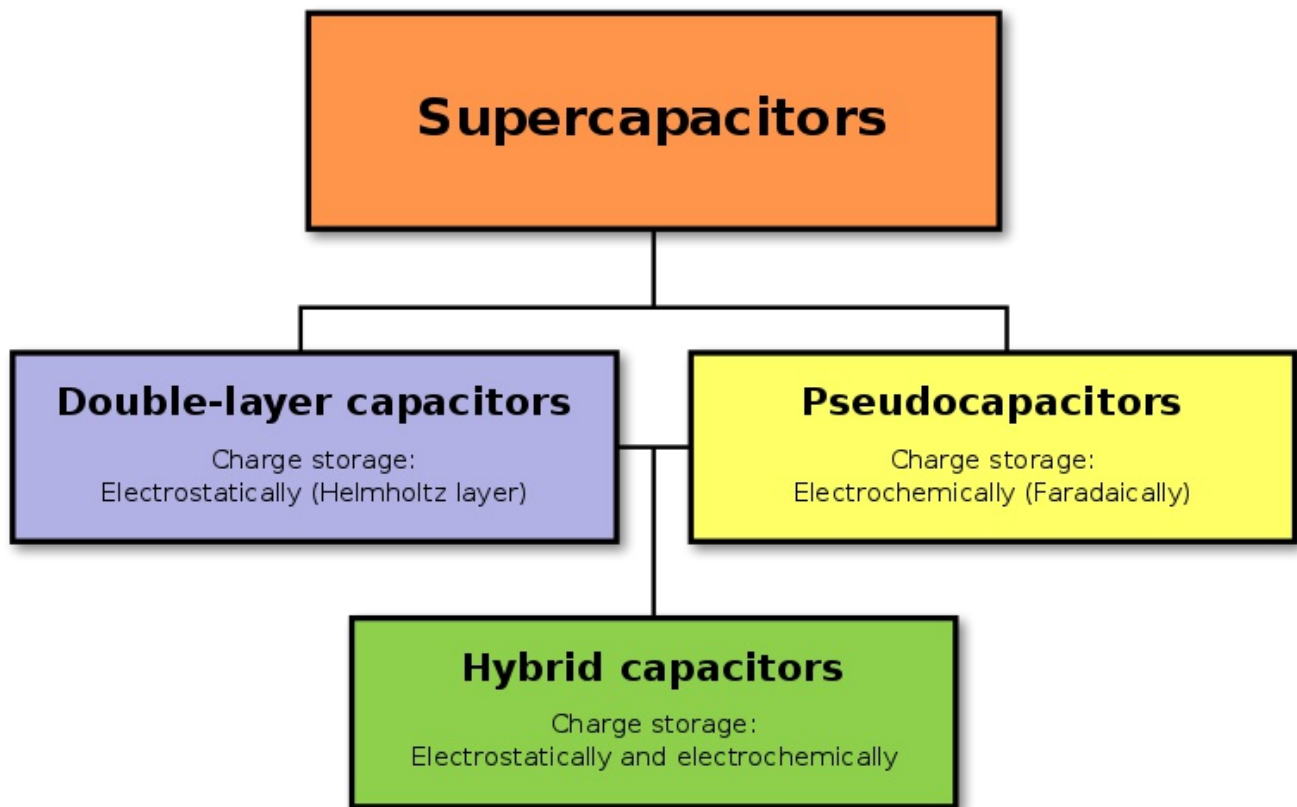 Supercapacitors
Double-layer capacitors
Charge storage:
Electrostatically (Helmholtz layer)
Pseudocapacitors
Charge storage:
Electrochemically (Faradaically)
Hybrid capacitors
Charge storage:
Electrostatically and electrochemically